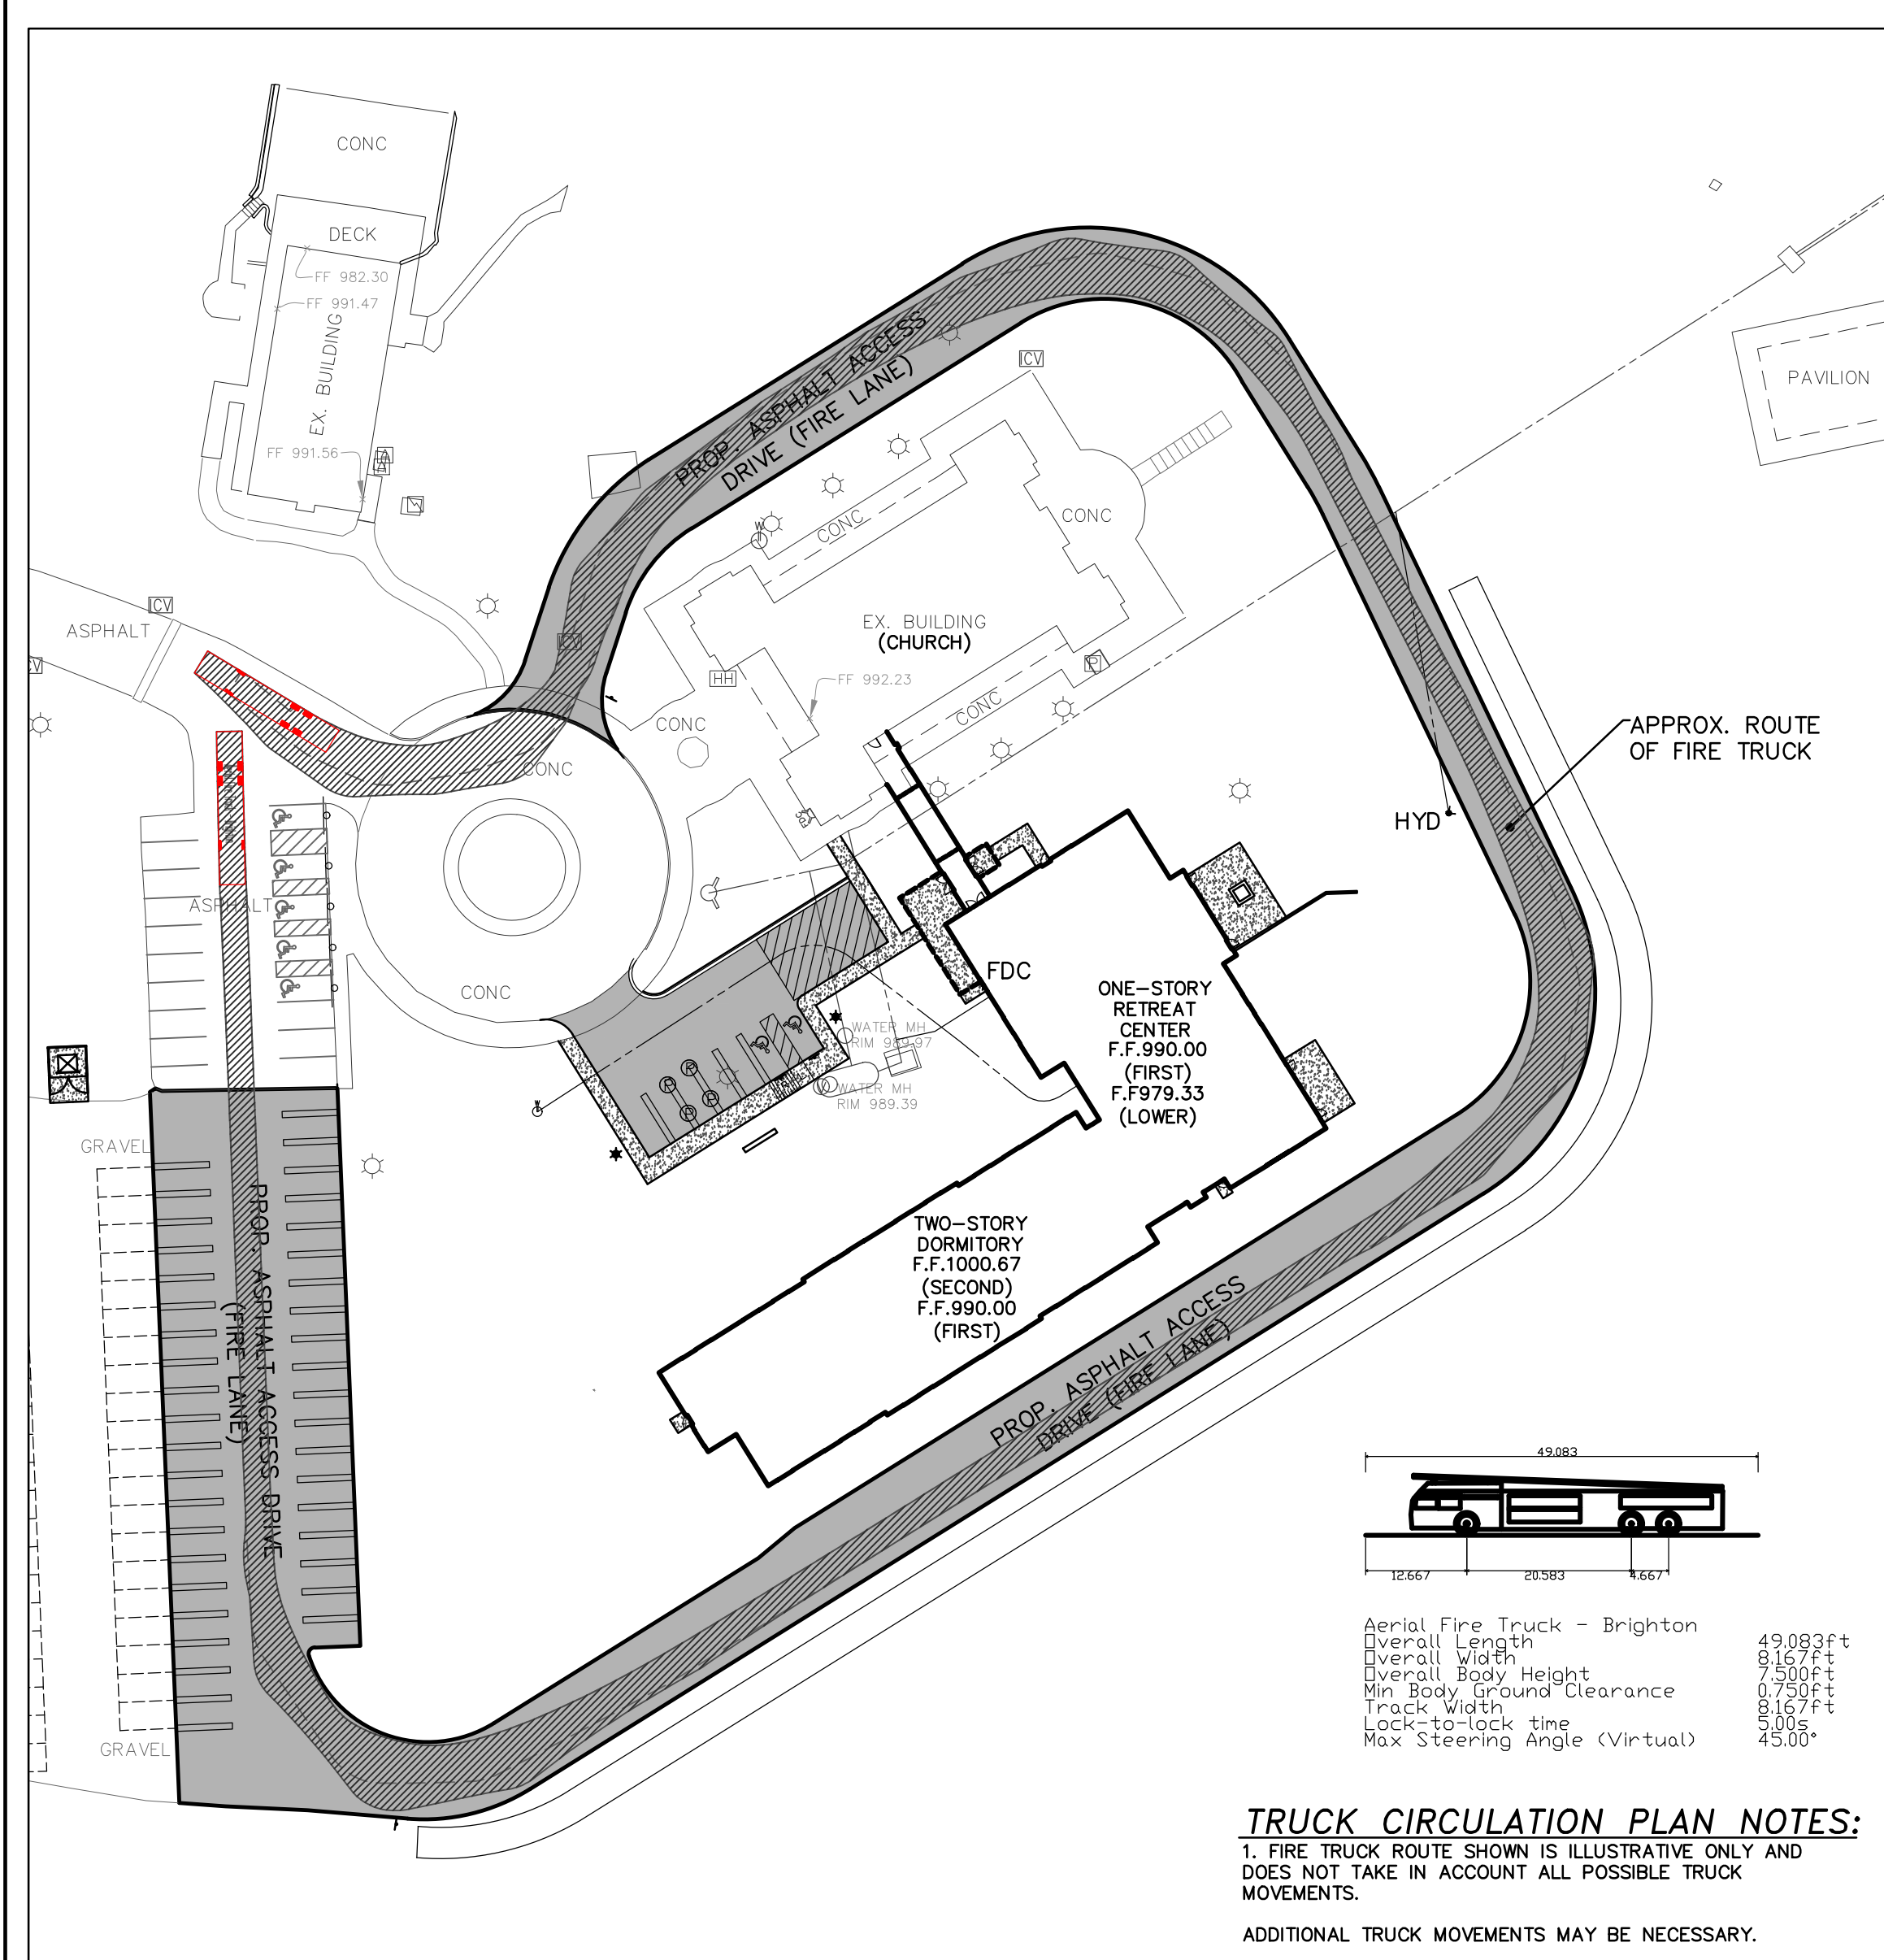 CONC
DECK
FF 982.30
FF 991.47
EX. BUILDING
FF 991.56
ICV
PROP. ASPHALT ACCESS
DRIVE (FIRE LANE)
ICV
PAVILION
W
CONC
CONC
ICV
ASPHALT
CV
ICV
EX. BUILDING
(CHURCH)
P
HH
FF 992.23
CONC
CONC
CONC
APPROX. ROUTE
OF FIRE TRUCK
HYD
ASPHALT
CONC
FDC
ONE-STORY
RETREAT
CENTER
F.F.990.00
(FIRST)
F.F979.33
(LOWER)
WATER MH
RIM 989.97
WATER MH
RIM 989.39
W
GRAVEL
PROP. ASPHALT ACCESS DRIVE
(FIRE LANE)
TWO-STORY
DORMITORY
F.F.1000.67
(SECOND)
F.F.990.00
(FIRST)
PROP. ASPHALT ACCESS
DRIVE (FIRE LANE)
GRAVEL
49.083
12.667
20.583
4.667
Aerial Fire Truck - Brighton
Overall Length 49.083ft
Overall Width 8.167ft
Overall Body Height 7.500ft
Min Body Ground Clearance 0.750ft
Track Width 8.167ft
Lock-to-lock time 5.00s
Max Steering Angle (Virtual) 45.00°
TRUCK CIRCULATION PLAN NOTES:
1. FIRE TRUCK ROUTE SHOWN IS ILLUSTRATIVE ONLY AND
DOES NOT TAKE IN ACCOUNT ALL POSSIBLE TRUCK
MOVEMENTS.
ADDITIONAL TRUCK MOVEMENTS MAY BE NECESSARY.